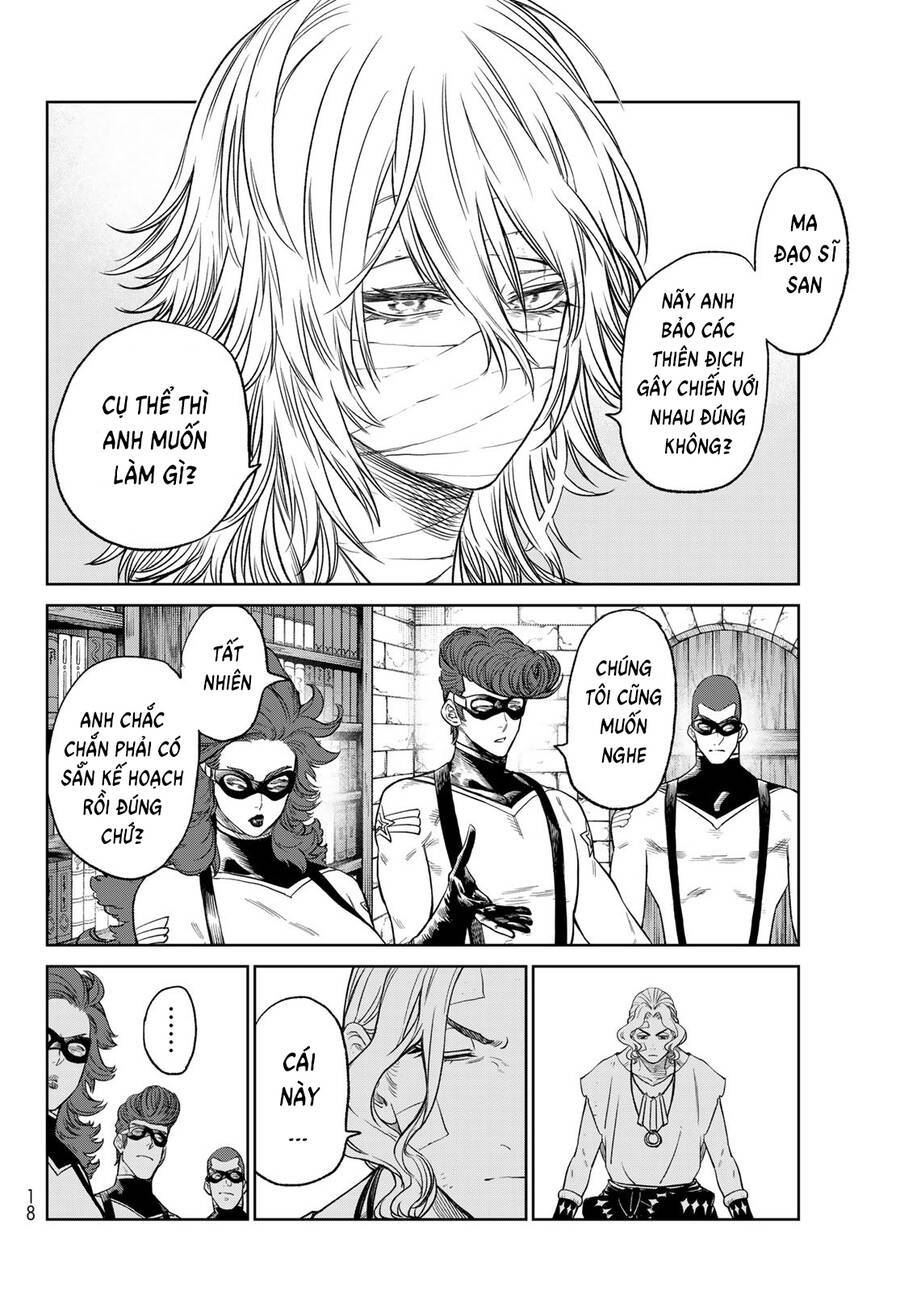 MA
ĐẠO SĨ
SAN
NÃY ANH
BẢO CÁC
THIÊN ĐỊCH
GÂY CHIẾN VỚI
NHAU ĐÚNG
KHÔNG?
CỤ THỂ THÌ
ANH MUỐN
LÀM GÌ?
CHÚNG
TÔI CŨNG
MUỐN
NGHE
TẤT
NHIÊN
ANH CHẮC
CHẮN PHẢI CÓ
SẴN KẾ HOẠCH
RỒI ĐÚNG
CHỨ?
CÁI
NÀY
...
......
18